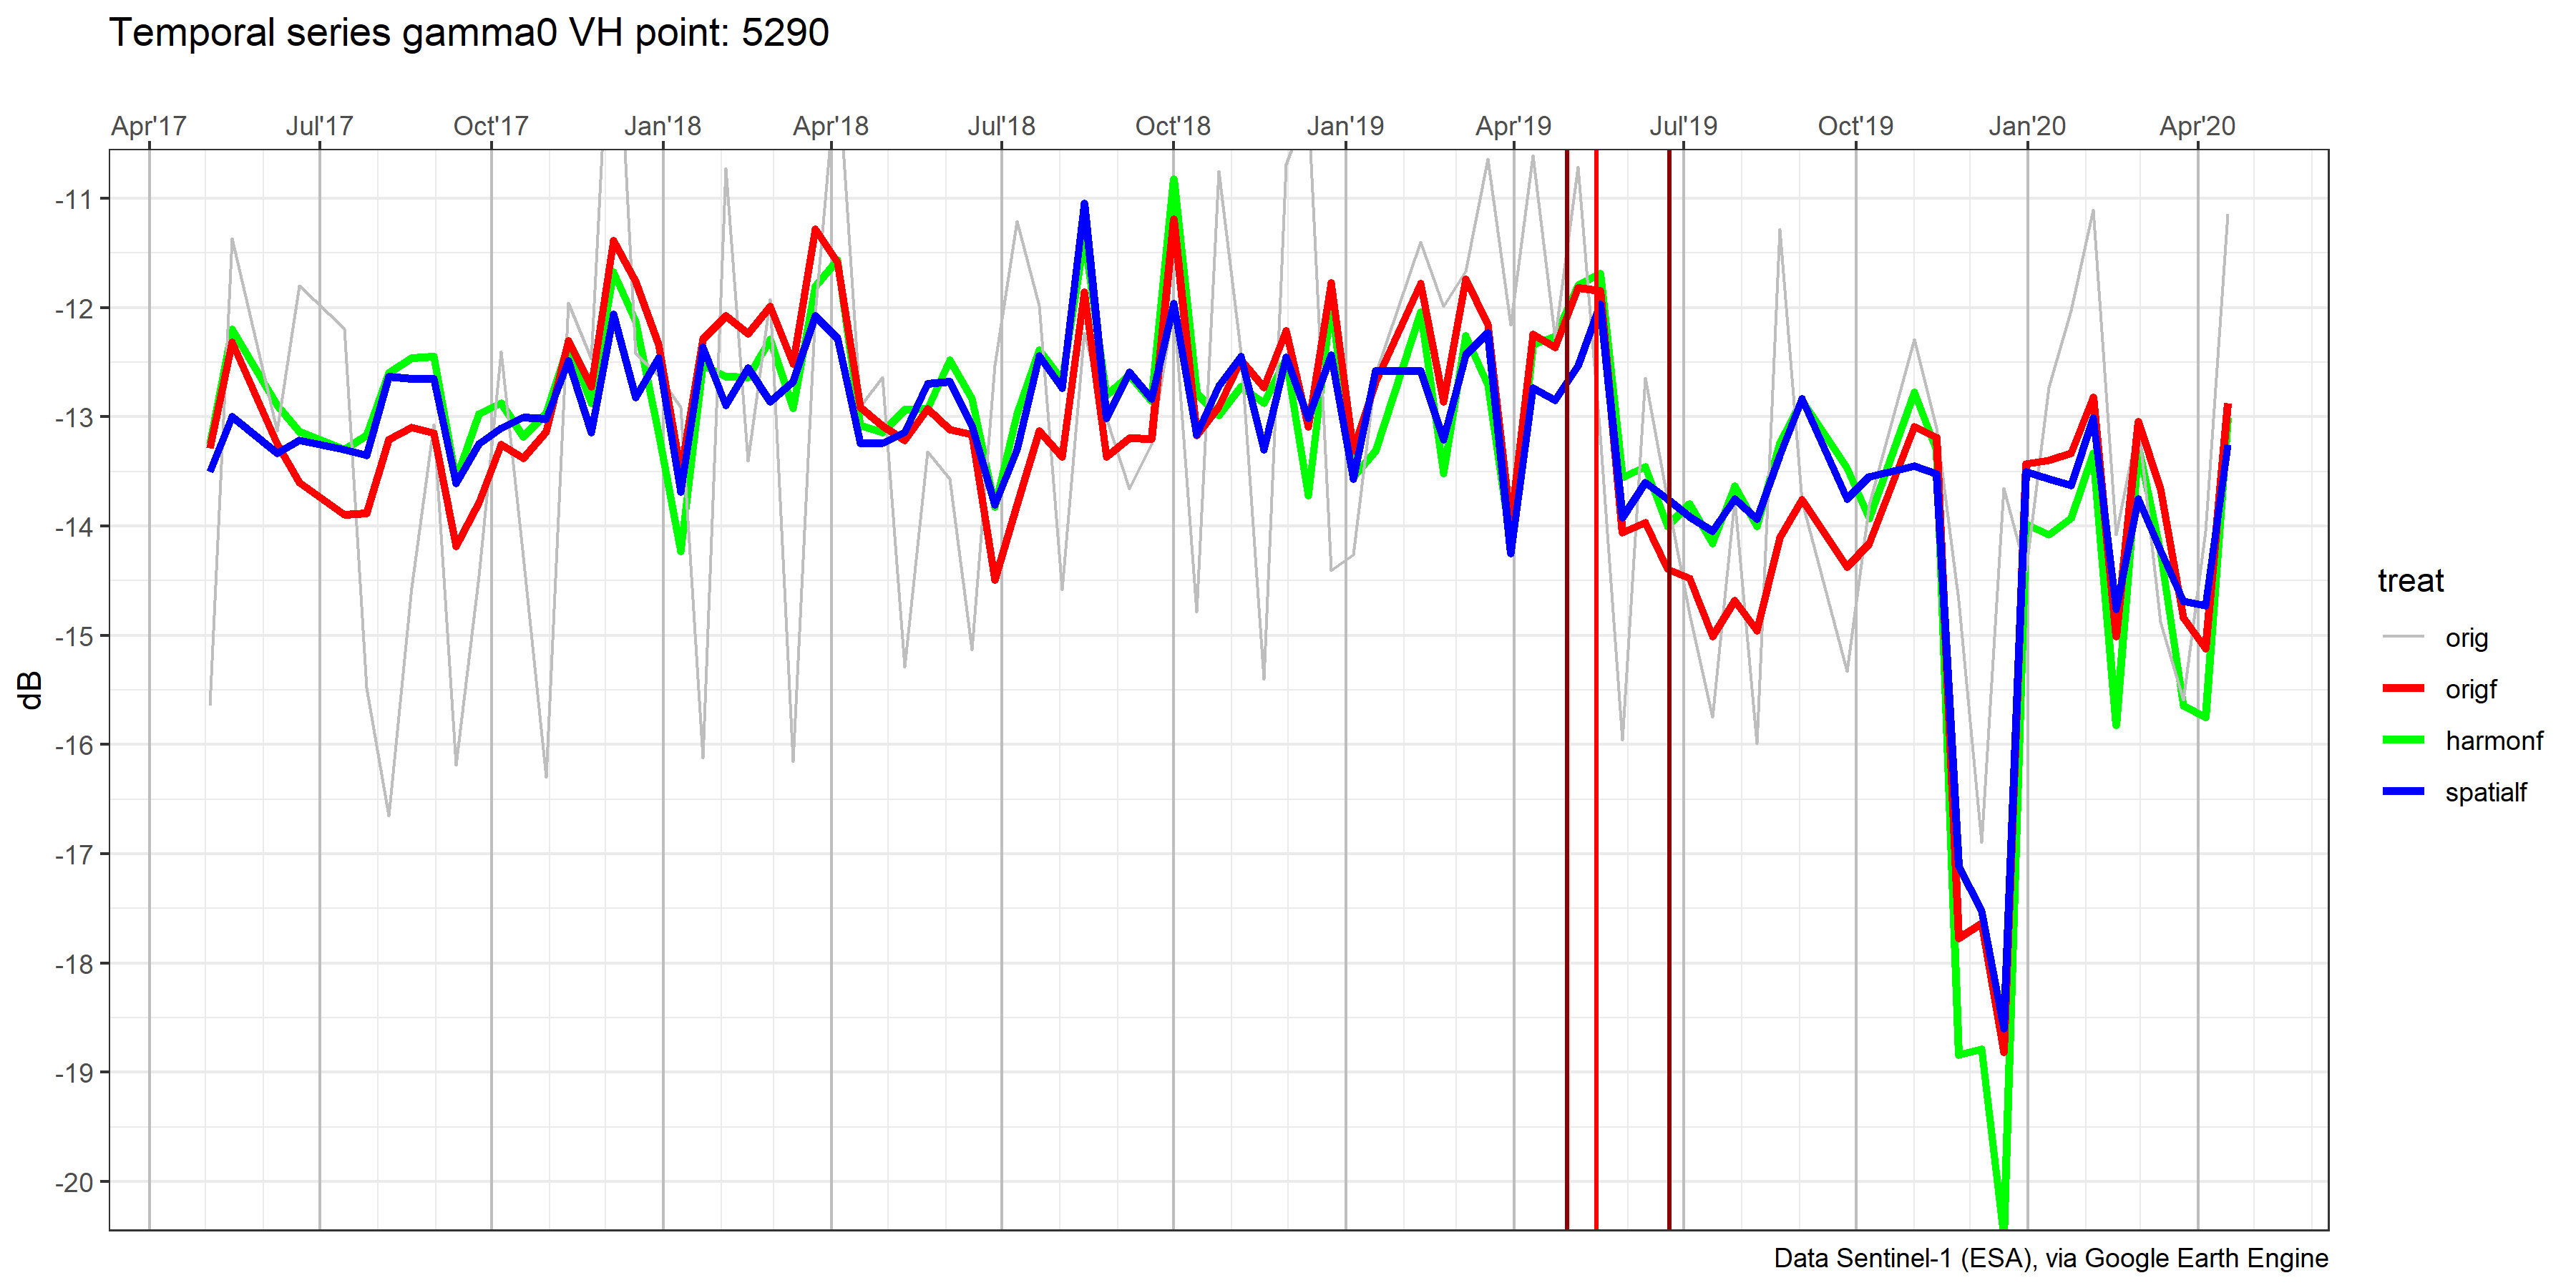 Temporal series gamma0 VH point: 5290
Apr'17 Jul'17 Oct'17 Jan'18 Apr'18 Jul'18 Oct'18 Jan'19 Apr'19 Jul'19 Oct'19 Jan'20 Apr'20
-11
-12
-13
-14
-15
-16
-17
-18
-19
-20
dB
treat
orig
origf
harmonf
spatialf
Data Sentinel-1 (ESA), via Google Earth Engine